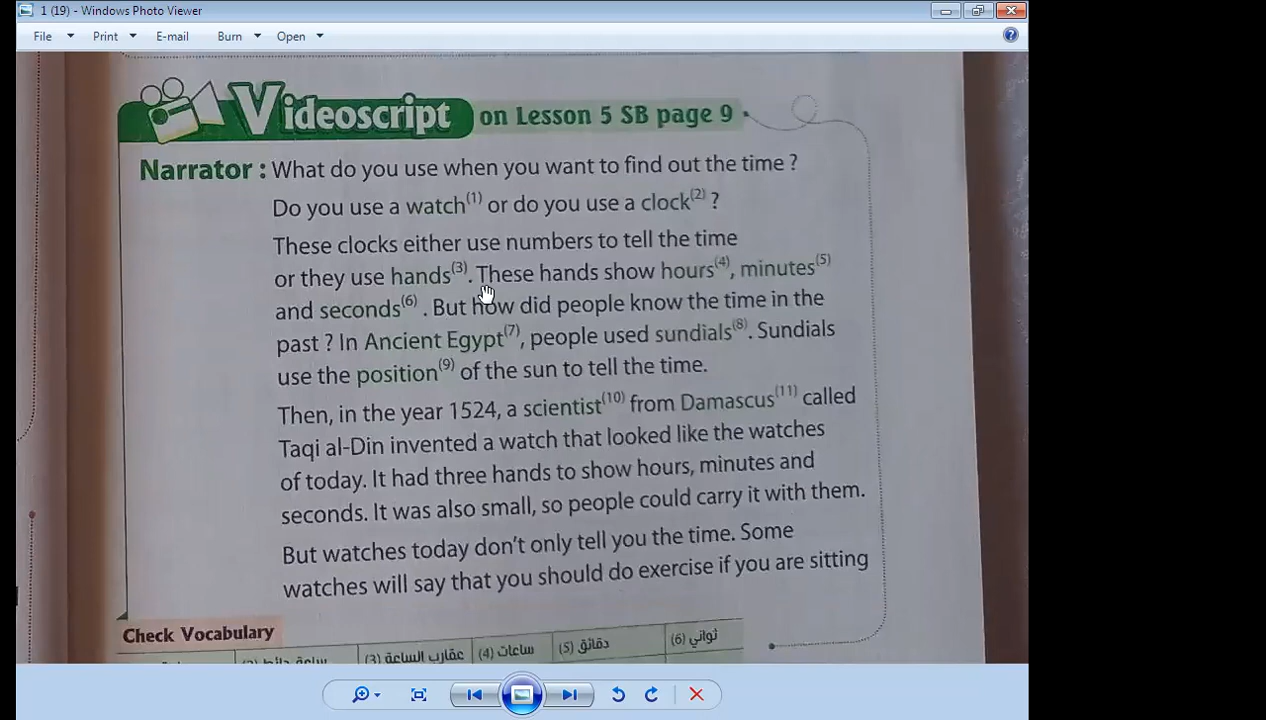 1 (19) - Windows Photo Viewer
File Print E-mail Burn Open
Videoscript on Lesson 5 SB page 9
Narrator : What do you use when you want to find out the time ?
Do you use a watch(1) or do you use a clock(2) ?
These clocks either use numbers to tell the time
or they use hands(3). These hands show hours(4), minutes(5)
and seconds(6) . But how did people know the time in the
past ? In Ancient Egypt(7), people used sundials(8). Sundials
use the position(9) of the sun to tell the time.
Then, in the year 1524, a scientist(10) from Damascus(11) called
Taqi al-Din invented a watch that looked like the watches
of today. It had three hands to show hours, minutes and
seconds. It was also small, so people could carry it with them.
But watches today don't only tell you the time. Some
watches will say that you should do exercise if you are sitting
Check Vocabulary
(3) عقارب الساعة (4) ساعات (5) دقائق (6) ثواني